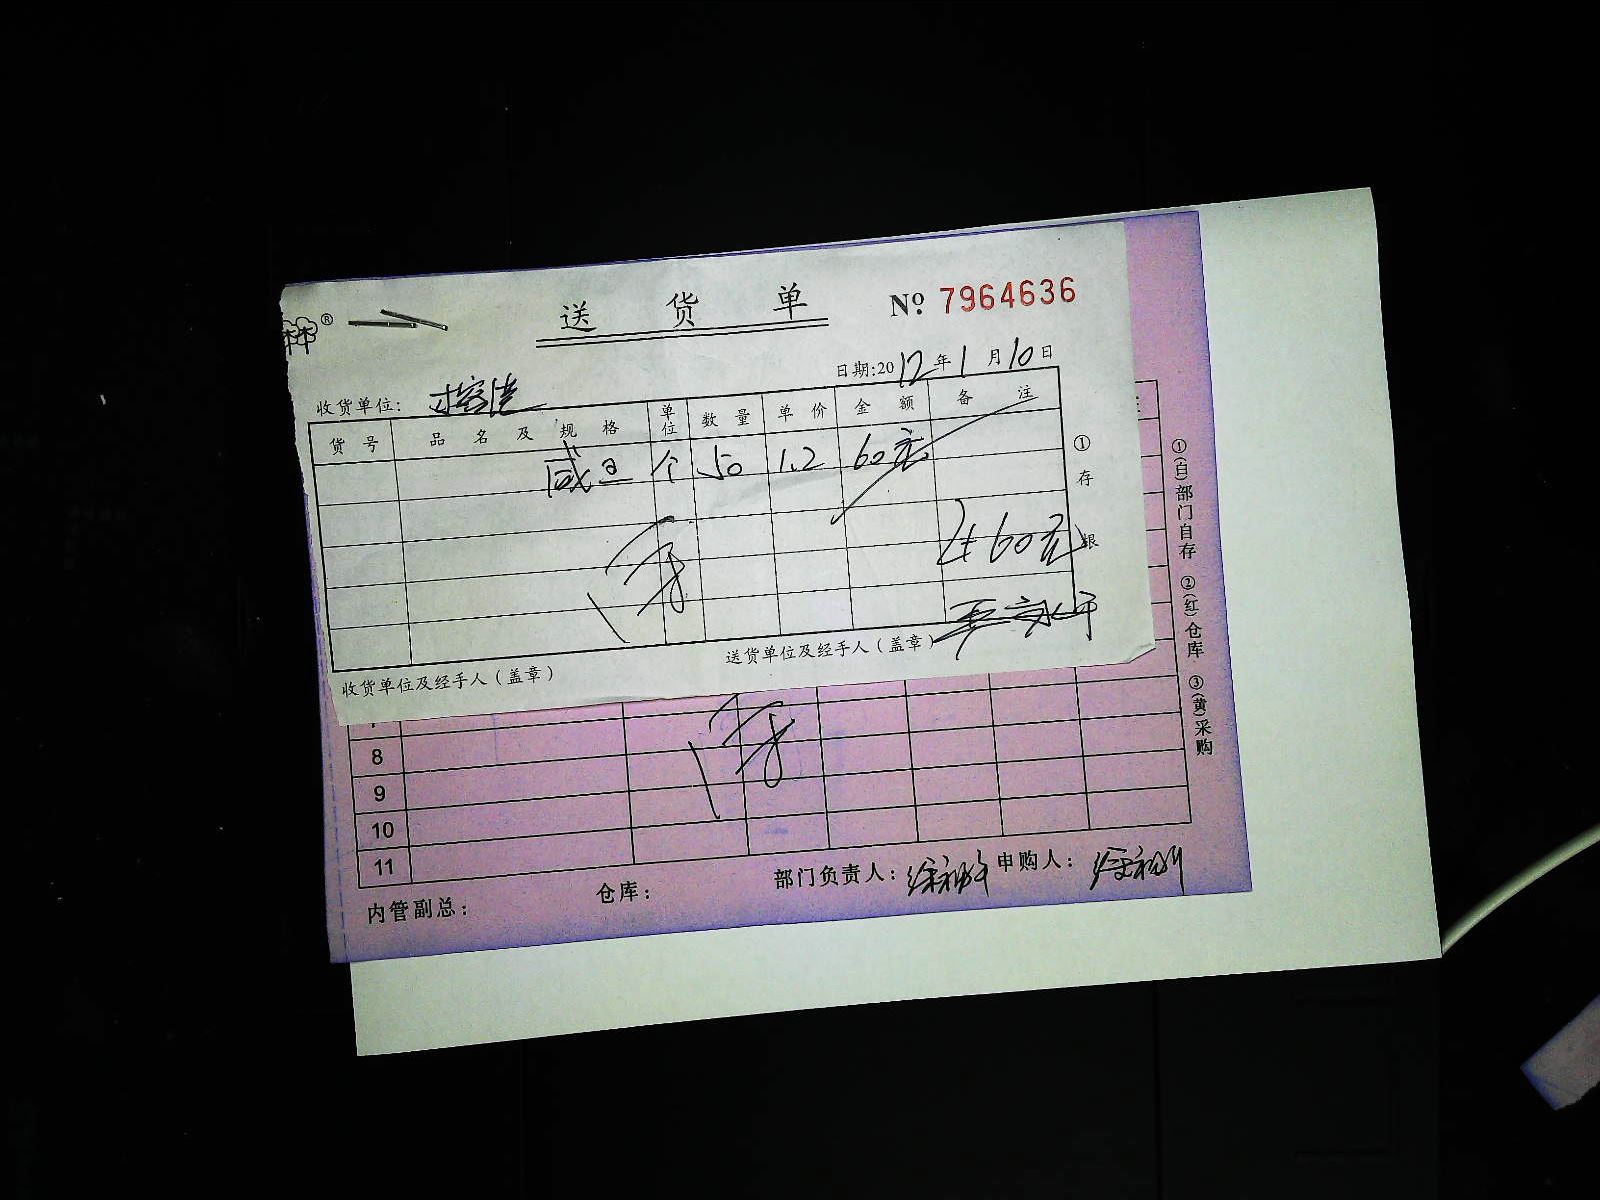 林®
送货单 № 7964636
日期:2012年1月10日
收货单位:
货号 品名及规格 单位 数量 单价 金额 备注
咸 个 50 1.2 60元
60元
①存根
收货单位及经手人（盖章） 送货单位及经手人（盖章）
8
9
10
11
内管副总： 仓库： 部门负责人： 申购人：
①(白)部门自存 ②(红)仓库 ③(黄)采购